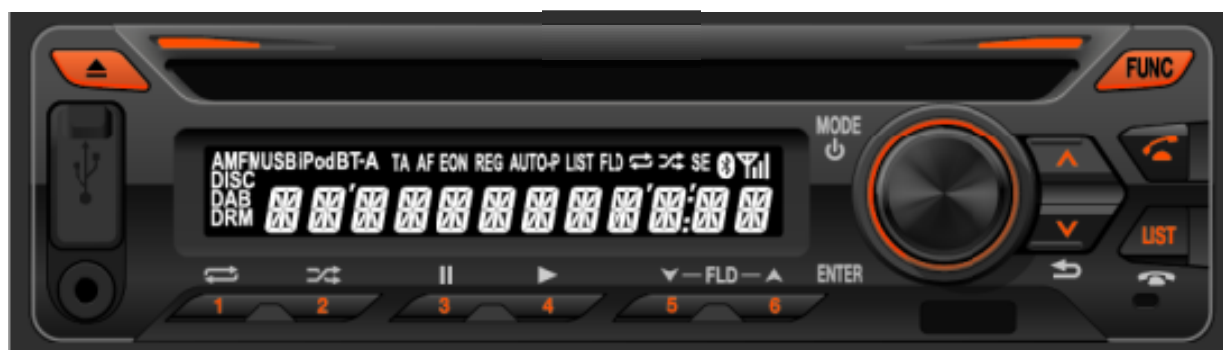 FUNC
MODE
AMFMUSBiPodBT-A TA AF EON REG AUTO-P LIST FLD SE
DISC
DAB
DRM
LIST
FLD ENTER
1 2 3 4 5 6